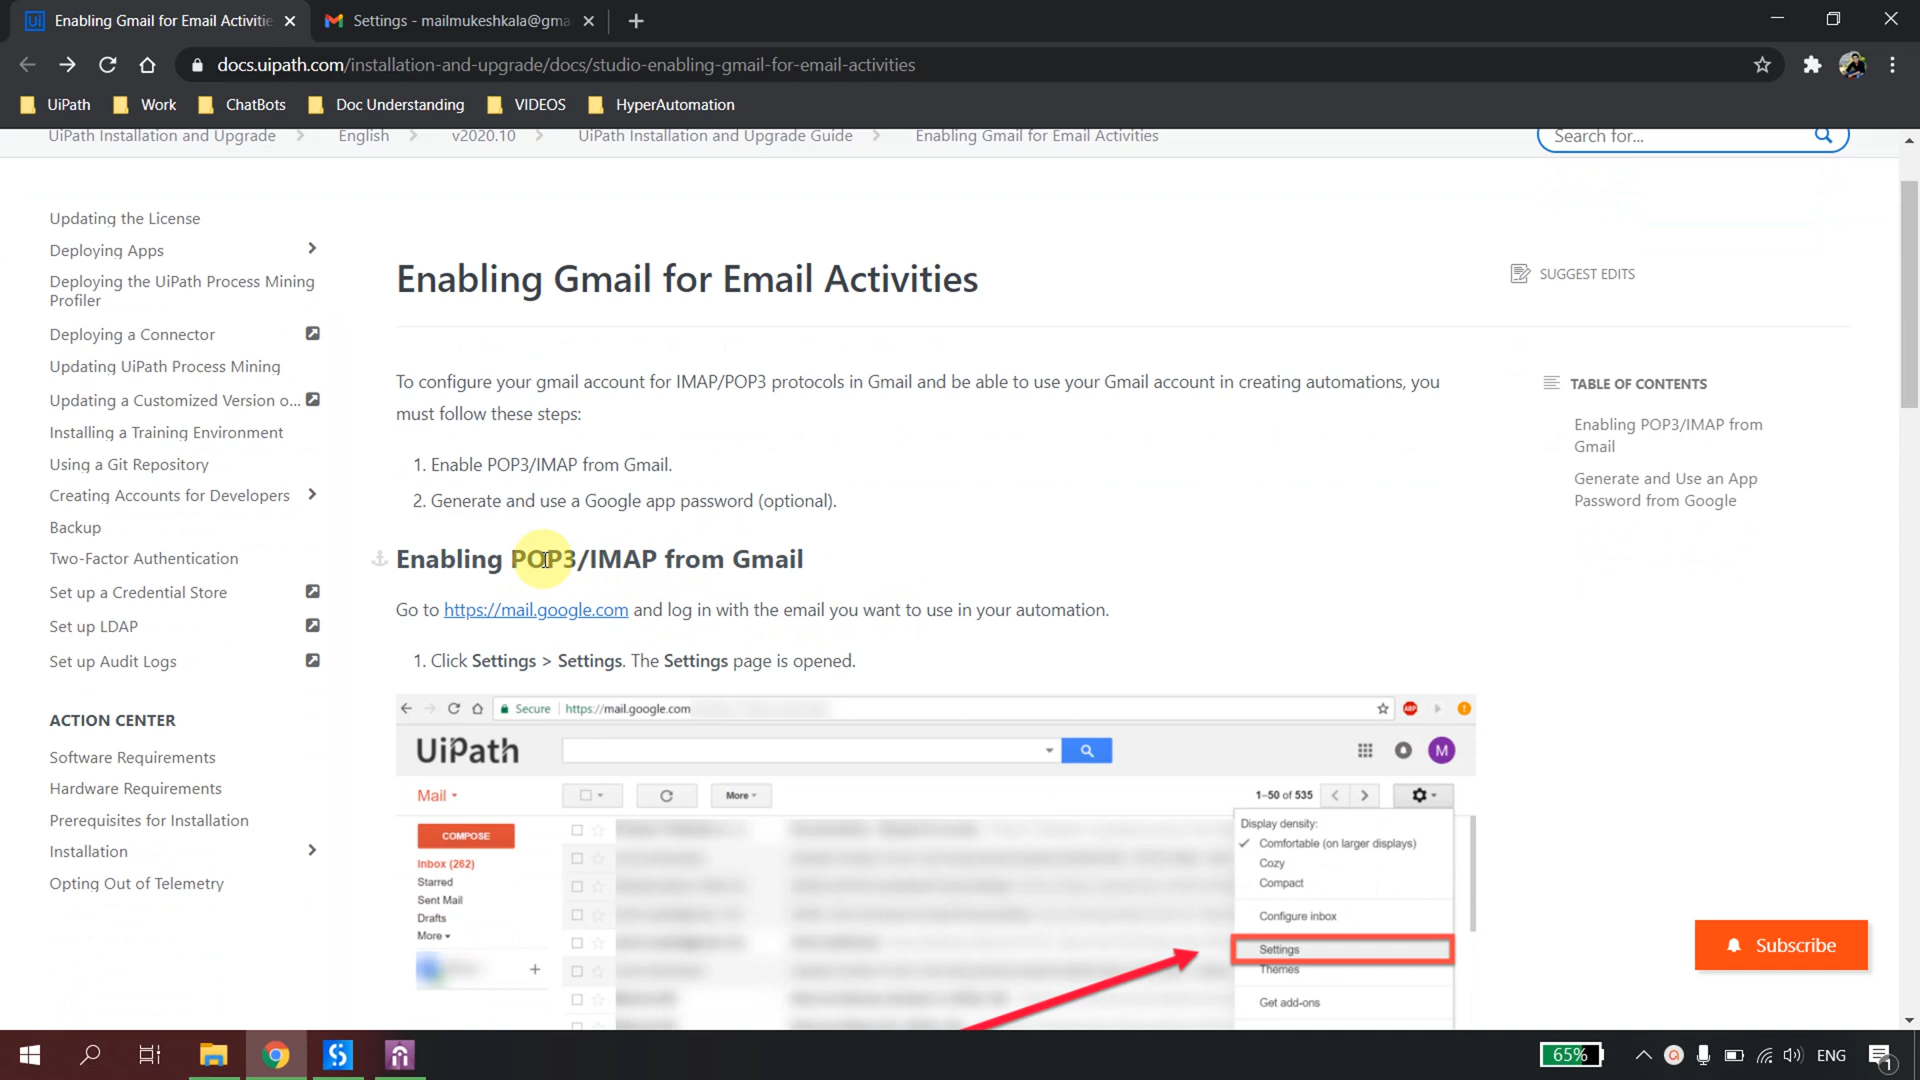 Enabling Gmail for Email Activitie
Settings - mailmukeshkala@gma
docs.uipath.com/installation-and-upgrade/docs/studio-enabling-gmail-for-email-activities
UiPath
Work
ChatBots
Doc Understanding
VIDEOS
HyperAutomation
UiPath Installation and Upgrade
English
v2020.10
UiPath Installation and Upgrade Guide
Enabling Gmail for Email Activities
Search for...
Updating the License
Deploying Apps
Deploying the UiPath Process Mining
Profiler
Deploying a Connector
Updating UiPath Process Mining
Updating a Customized Version o...
Installing a Training Environment
Using a Git Repository
Creating Accounts for Developers
Backup
Two-Factor Authentication
Set up a Credential Store
Set up LDAP
Set up Audit Logs
ACTION CENTER
Software Requirements
Hardware Requirements
Prerequisites for Installation
Installation
Opting Out of Telemetry
Enabling Gmail for Email Activities
SUGGEST EDITS
To configure your gmail account for IMAP/POP3 protocols in Gmail and be able to use your Gmail account in creating automations, you
must follow these steps:
1. Enable POP3/IMAP from Gmail.
2. Generate and use a Google app password (optional).
Enabling POP3/IMAP from Gmail
Go to https://mail.google.com and log in with the email you want to use in your automation.
1. Click Settings > Settings. The Settings page is opened.
Secure
https://mail.google.com
ABP
UiPath
M
Mail
More
1–50 of 535
COMPOSE
Inbox (262)
Starred
Sent Mail
Drafts
More
Display density:
Comfortable (on larger displays)
Cozy
Compact
Configure inbox
Settings
Themes
Get add-ons
TABLE OF CONTENTS
Enabling POP3/IMAP from
Gmail
Generate and Use an App
Password from Google
Subscribe
65%
ENG
1